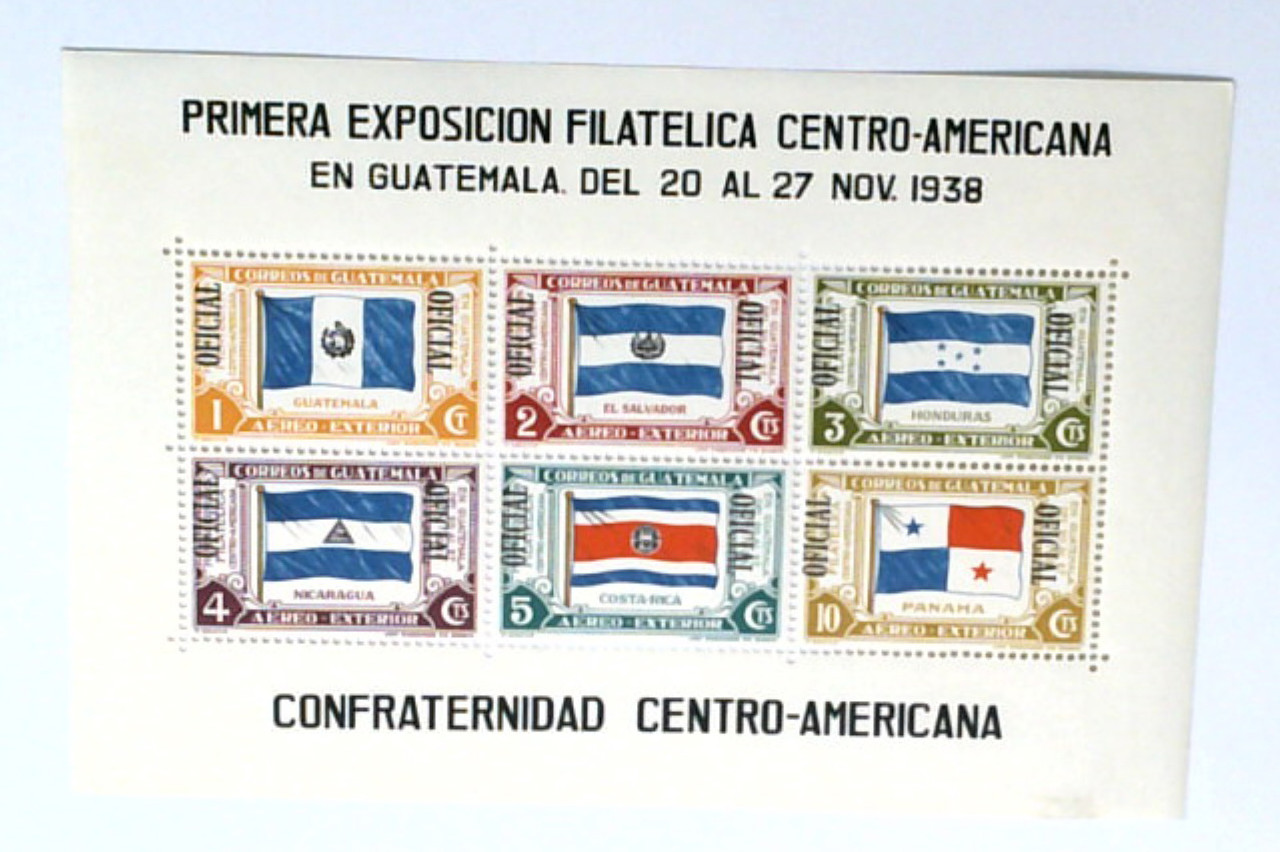 PRIMERA EXPOSICION FILATELICA CENTRO-AMERICANA
EN GUATEMALA. DEL 20 AL 27 NOV. 1938
CORREOS DE GUATEMALA
OFICIAL
OFICIAL
GUATEMALA
1 CT
AEREO-EXTERIOR
CORREOS DE GUATEMALA
OFICIAL
OFICIAL
EL SALVADOR
2 CTS
AEREO-EXTERIOR
CORREOS DE GUATEMALA
OFICIAL
OFICIAL
HONDURAS
3 CTS
AEREO-EXTERIOR
CORREOS DE GUATEMALA
OFICIAL
OFICIAL
NICARAGUA
4 CTS
AEREO-EXTERIOR
CORREOS DE GUATEMALA
OFICIAL
OFICIAL
COSTA-RICA
5 CTS
AEREO-EXTERIOR
CORREOS DE GUATEMALA
OFICIAL
OFICIAL
PANAMA
10 CTS
AEREO-EXTERIOR
CONFRATERNIDAD CENTRO-AMERICANA